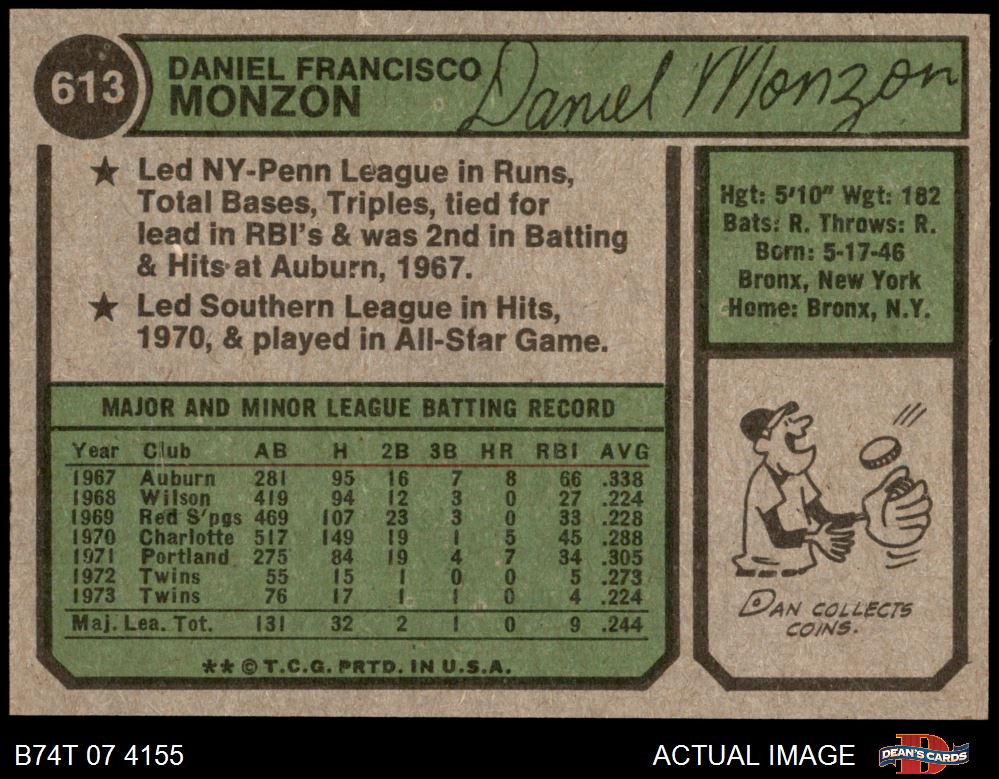 613
DANIEL FRANCISCO
MONZON
Daniel Monzon
★ Led NY-Penn League in Runs,
Total Bases, Triples, tied for
lead in RBI's & was 2nd in Batting
& Hits at Auburn, 1967.
★ Led Southern League in Hits,
1970, & played in All-Star Game.
Hgt: 5'10" Wgt: 182
Bats: R. Throws: R.
Born: 5-17-46
Bronx, New York
Home: Bronx, N.Y.
MAJOR AND MINOR LEAGUE BATTING RECORD
Year Club AB H 2B 3B HR RBI AVG
1967 Auburn 281 95 16 7 8 66 .338
1968 Wilson 419 94 12 3 0 27 .224
1969 Red S'pgs 469 107 23 3 0 33 .228
1970 Charlotte 517 149 19 1 5 45 .288
1971 Portland 275 84 19 4 7 34 .305
1972 Twins 55 15 1 0 0 5 .273
1973 Twins 76 17 1 1 0 4 .224
Maj. Lea. Tot. 131 32 2 1 0 9 .244
** © T.C.G. PRTD. IN U.S.A.
DAN COLLECTS
COINS.
B74T 07 4155
ACTUAL IMAGE
DEAN'S CARDS